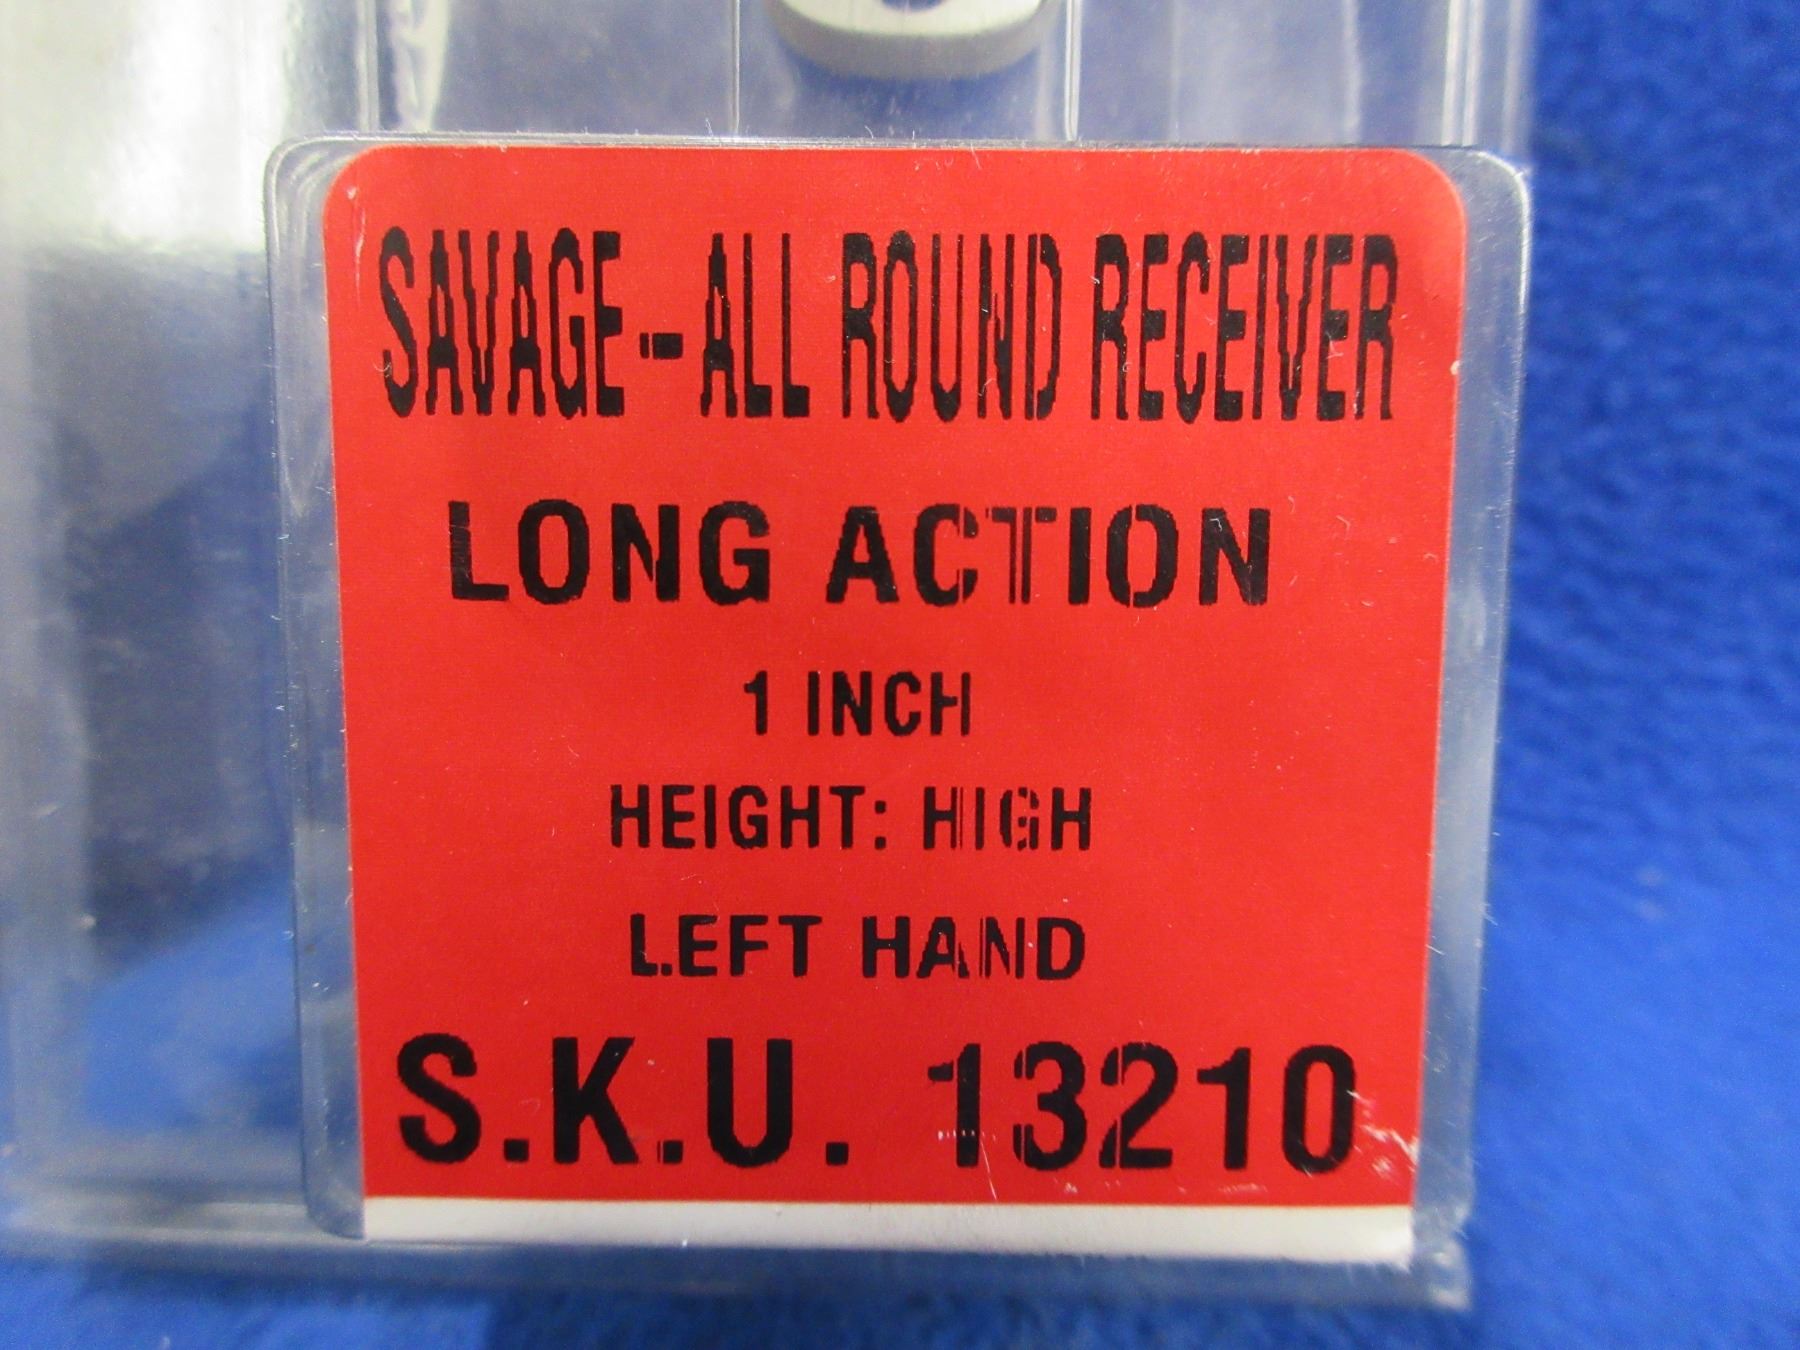 SAVAGE-ALL ROUND RECEIVER
LONG ACTION
1 INCH
HEIGHT: HIGH
LEFT HAND
S.K.U. 13210